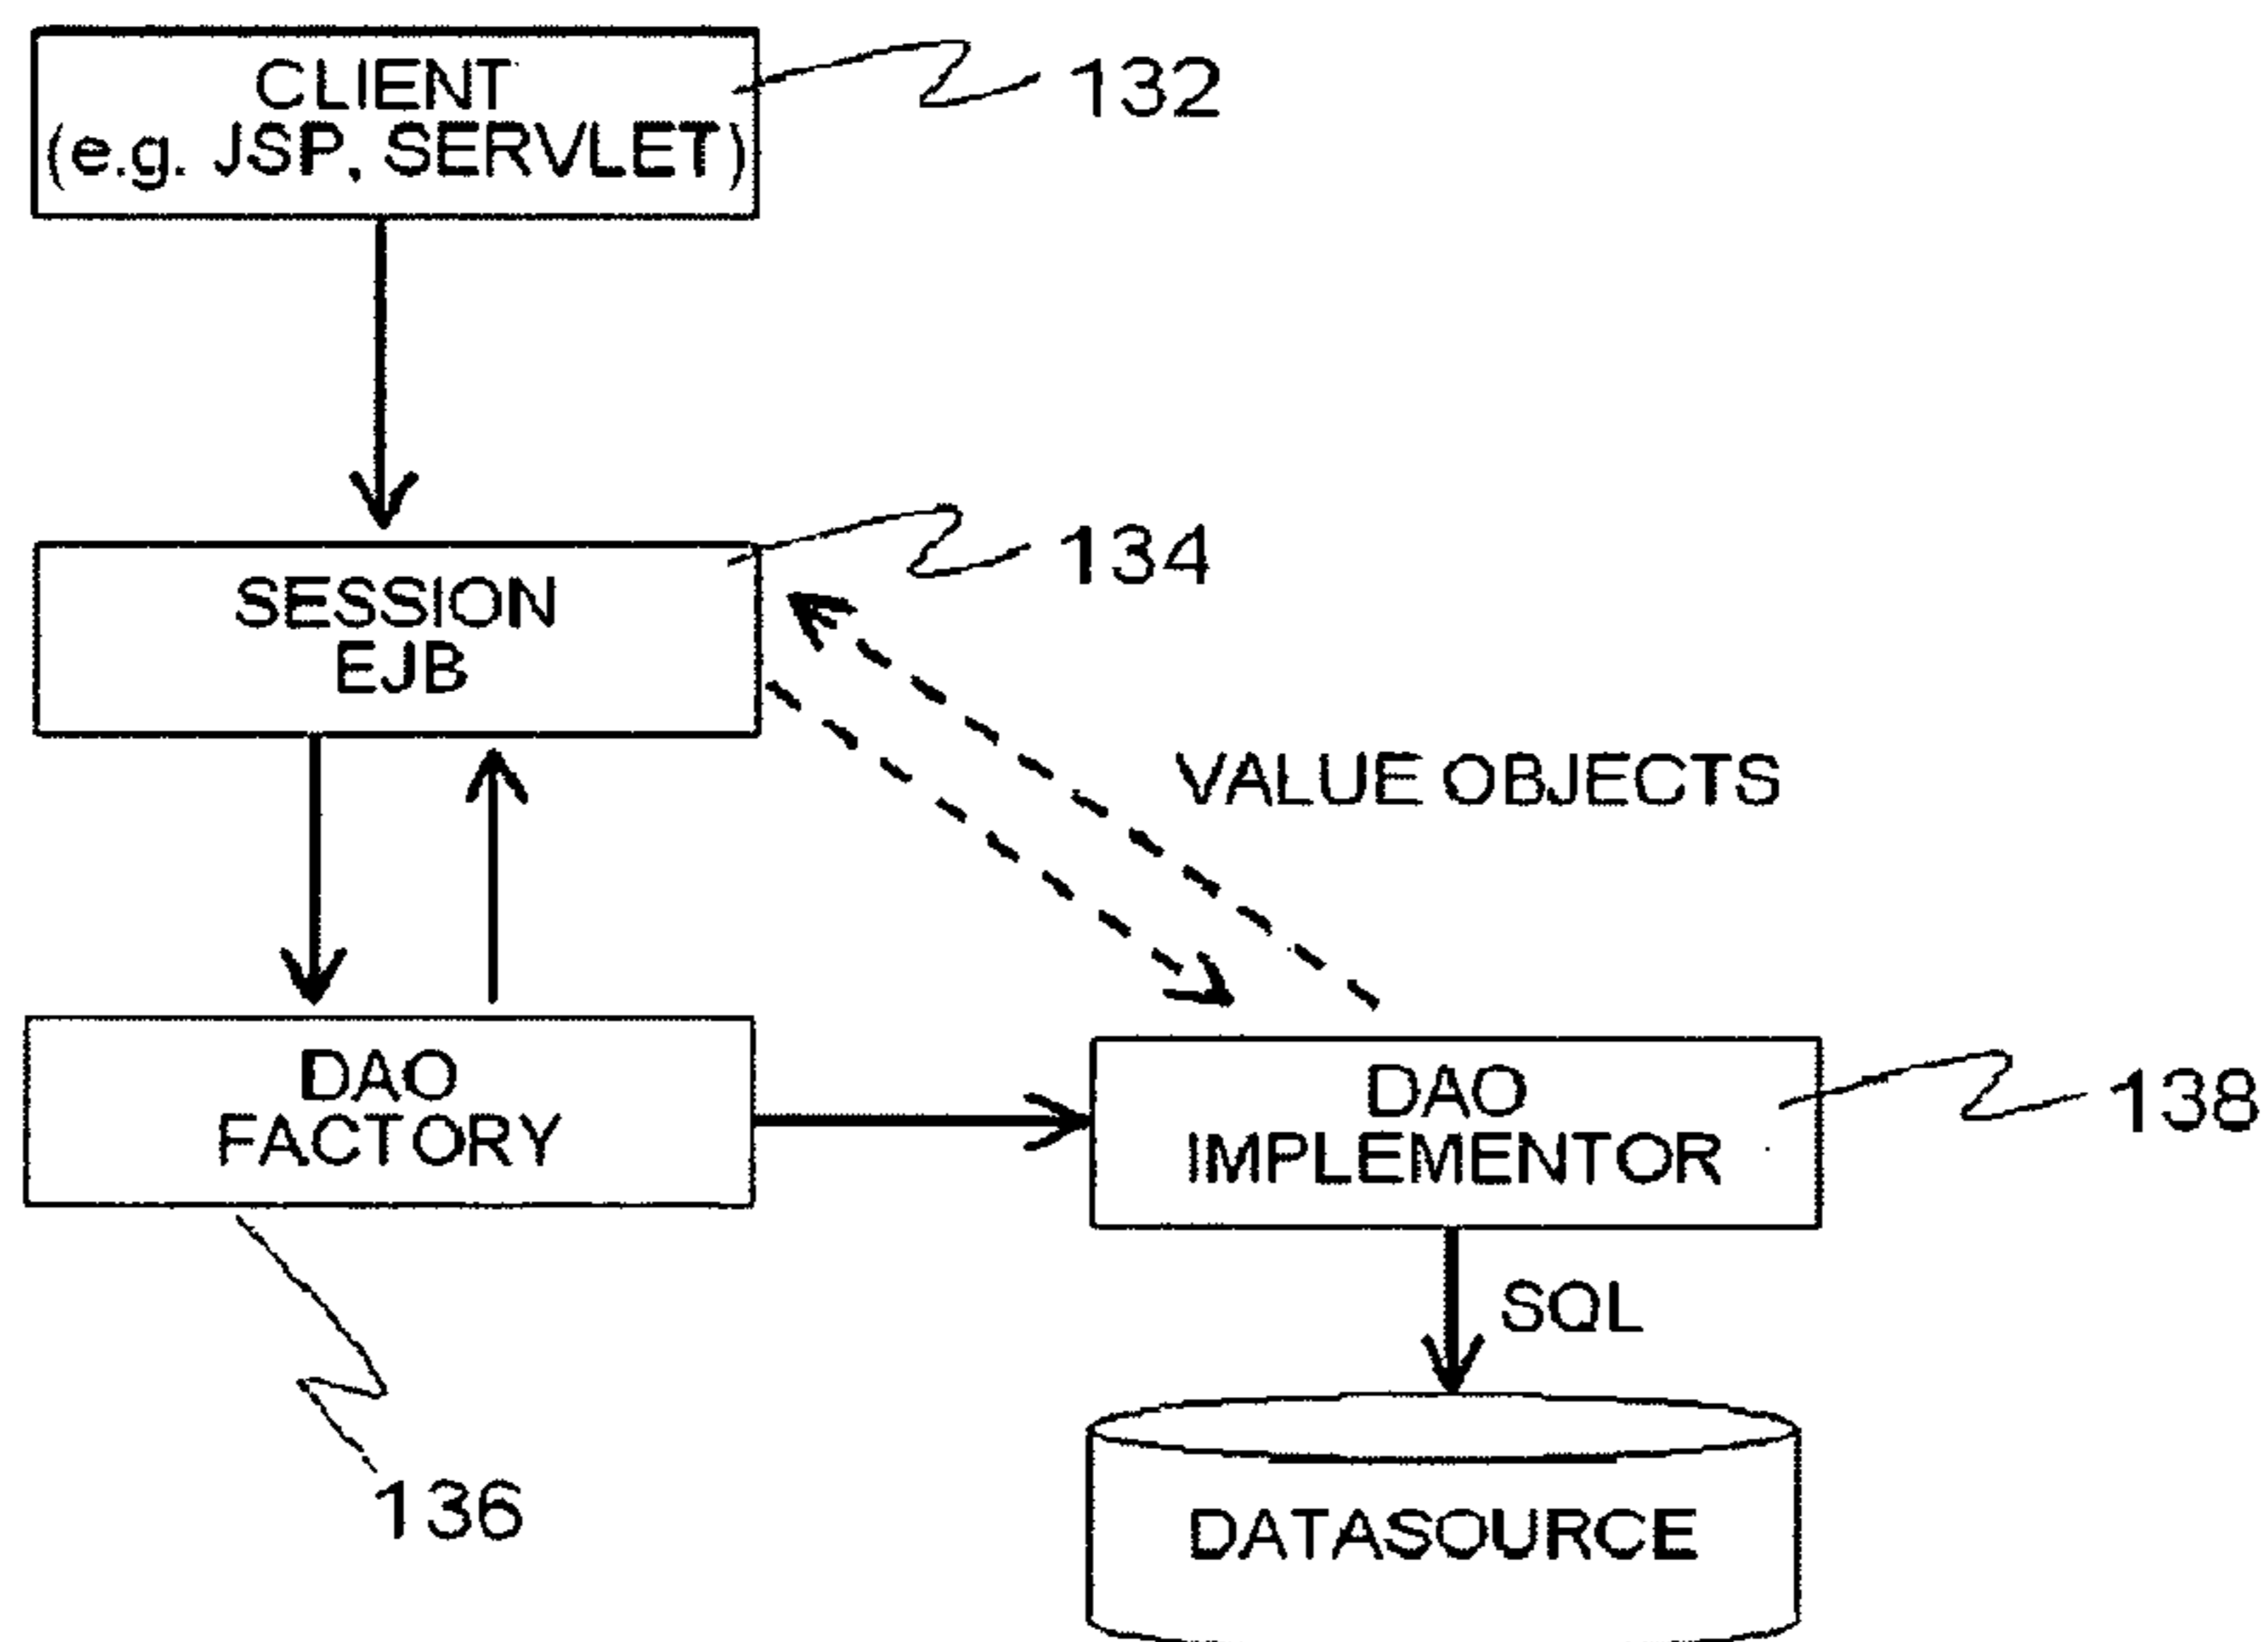 CLIENT
(e.g. JSP, SERVLET)
132
SESSION
EJB
134
VALUE OBJECTS
DAO
FACTORY
136
DAO
IMPLEMENTOR
138
SQL
DATASOURCE